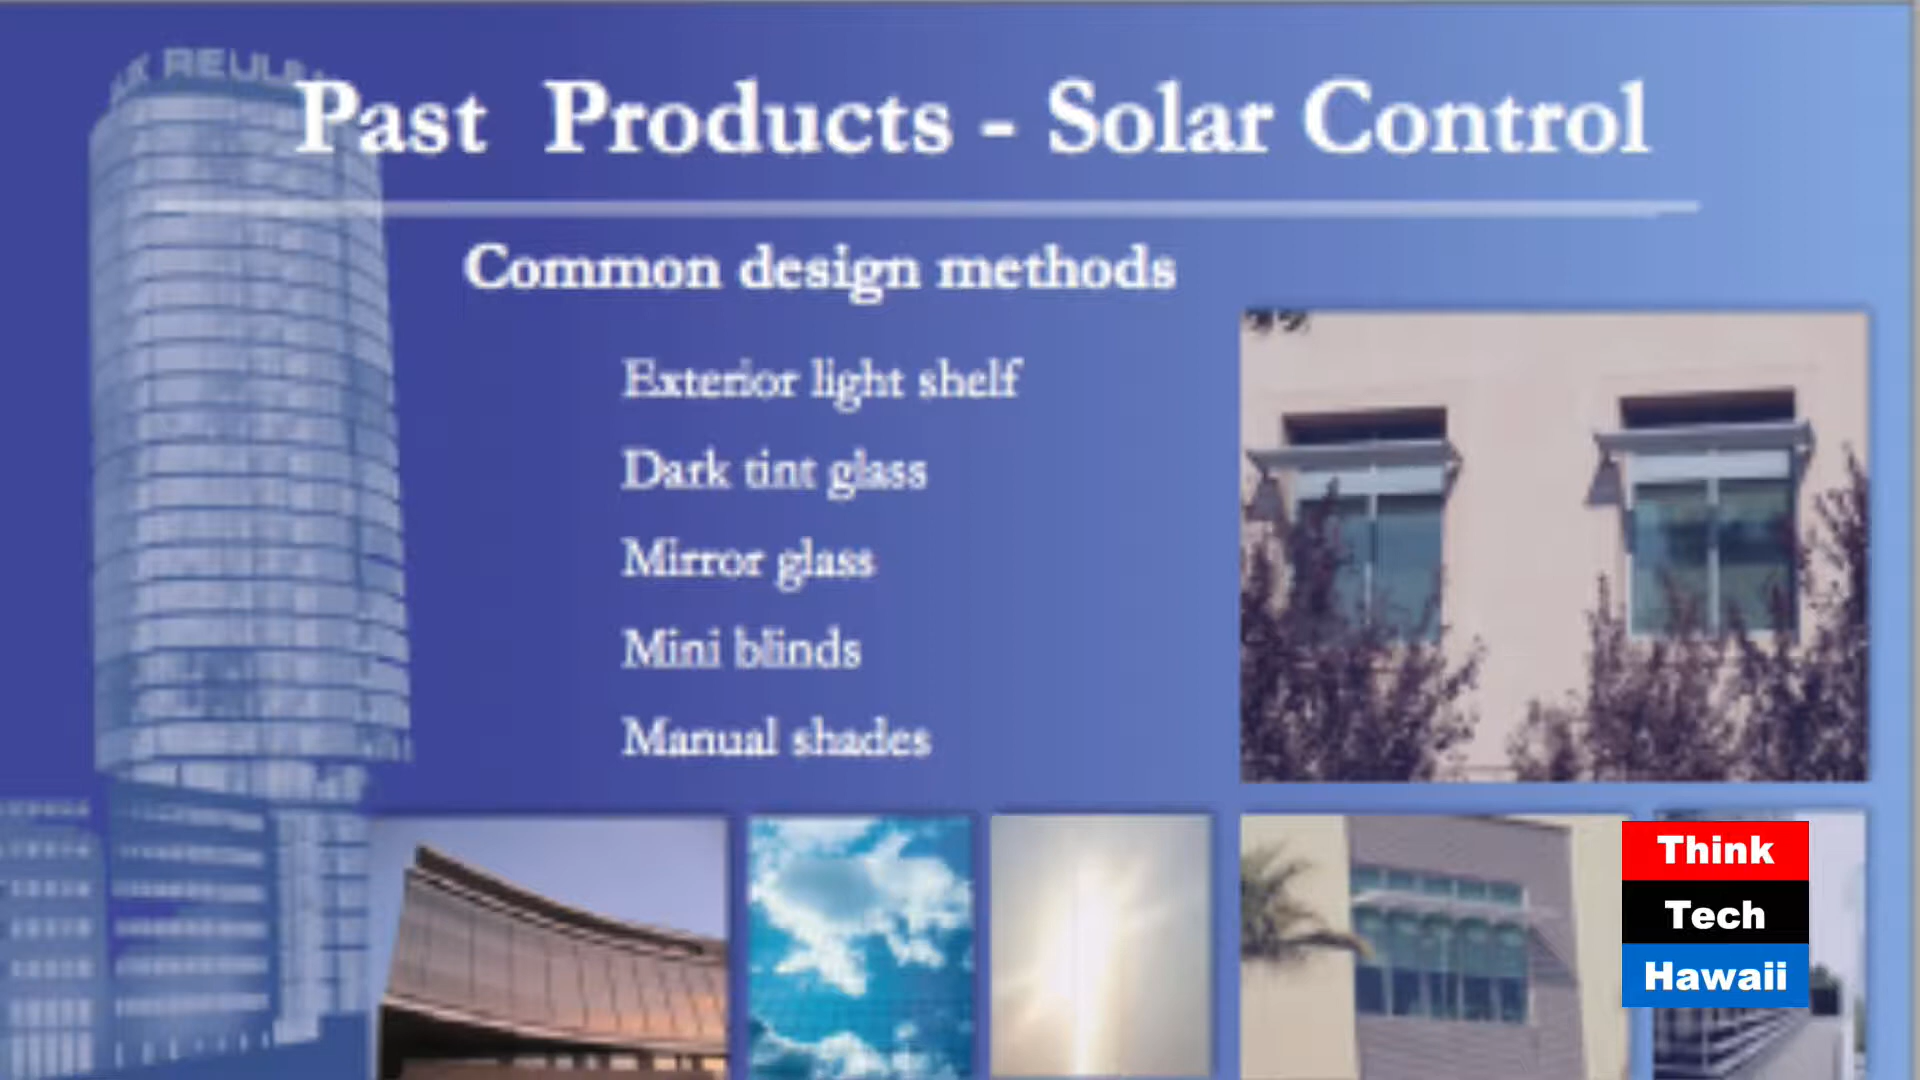 Past Products - Solar Control
Common design methods
Exterior light shelf
Dark tint glass
Mirror glass
Mini blinds
Manual shades
Think
Tech
Hawaii